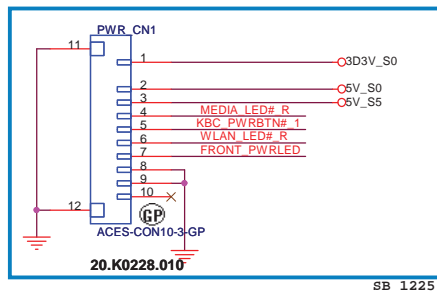 PWR_CN1
11
1
3D3V_S0
2
5V_S0
3
5V_S5
4
MEDIA_LED#_R
5
KBC_PWRBTN#_1
6
WLAN_LED#_R
7
FRONT_PWRLED
8
9
10
12
GP
ACES-CON10-3-GP
20.K0228.010
SB 1225